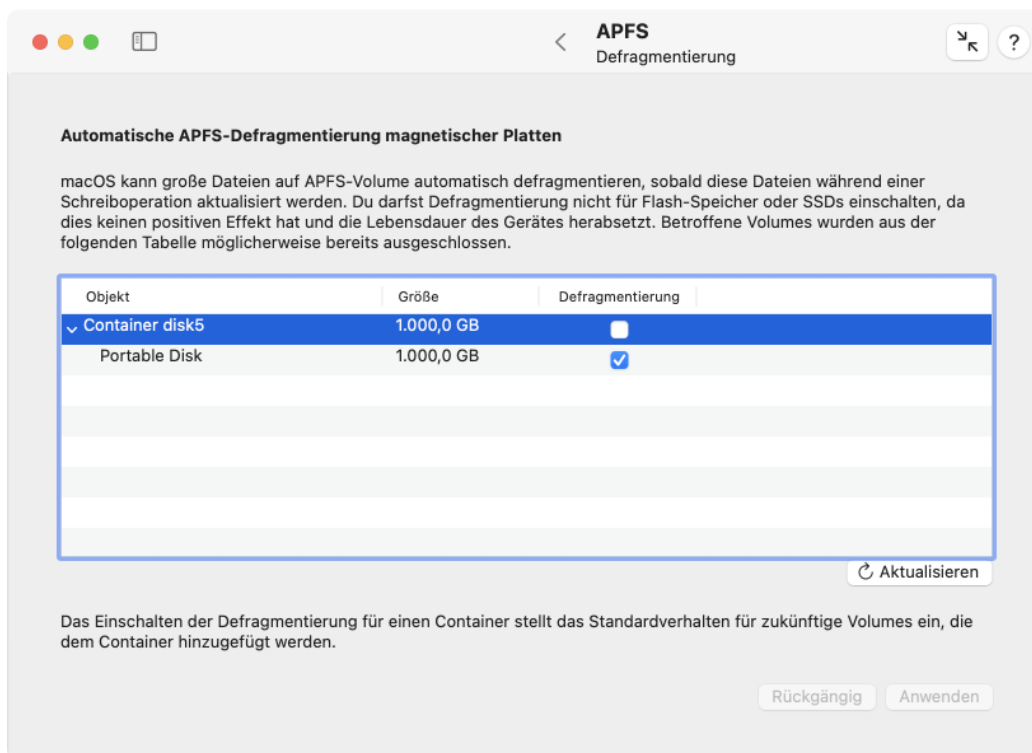 APFS
Defragmentierung
?
Automatische APFS-Defragmentierung magnetischer Platten
macOS kann große Dateien auf APFS-Volume automatisch defragmentieren, sobald diese Dateien während einer
Schreiboperation aktualisiert werden. Du darfst Defragmentierung nicht für Flash-Speicher oder SSDs einschalten, da
dies keinen positiven Effekt hat und die Lebensdauer des Gerätes herabsetzt. Betroffene Volumes wurden aus der
folgenden Tabelle möglicherweise bereits ausgeschlossen.
Objekt Größe Defragmentierung
Container disk5 1.000,0 GB
Portable Disk 1.000,0 GB
Aktualisieren
Das Einschalten der Defragmentierung für einen Container stellt das Standardverhalten für zukünftige Volumes ein, die
dem Container hinzugefügt werden.
Rückgängig Anwenden